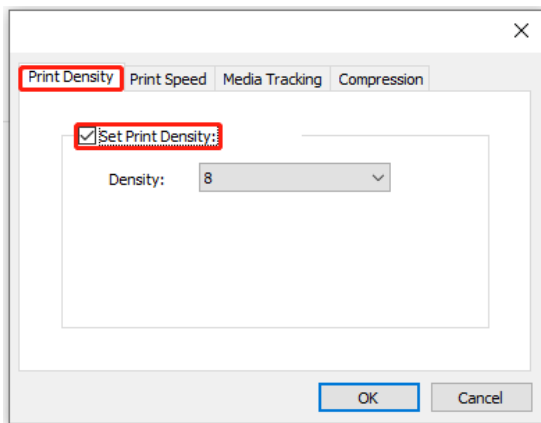 Print Density Print Speed Media Tracking Compression
Set Print Density:
Density: 8
OK Cancel